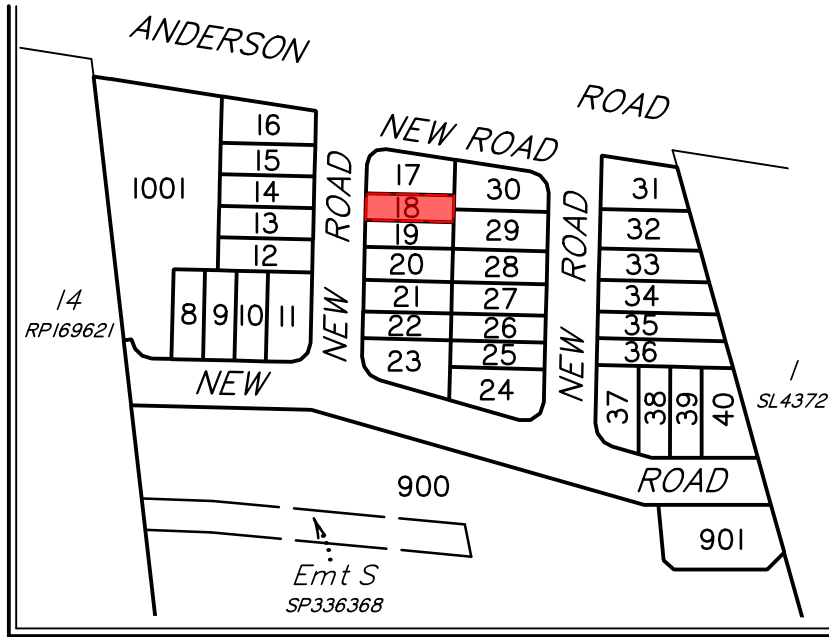 ANDERSON
ROAD
NEW ROAD
16
15
14
13
12
1001
ROAD
NEW
17
18
19
20
21
22
23
30
29
28
27
26
25
24
ROAD
NEW
31
32
33
34
35
36
37
38
39
40
8
9
10
11
14
RP169621
1
SL4372
NEW
ROAD
900
901
Emt S
SP336368